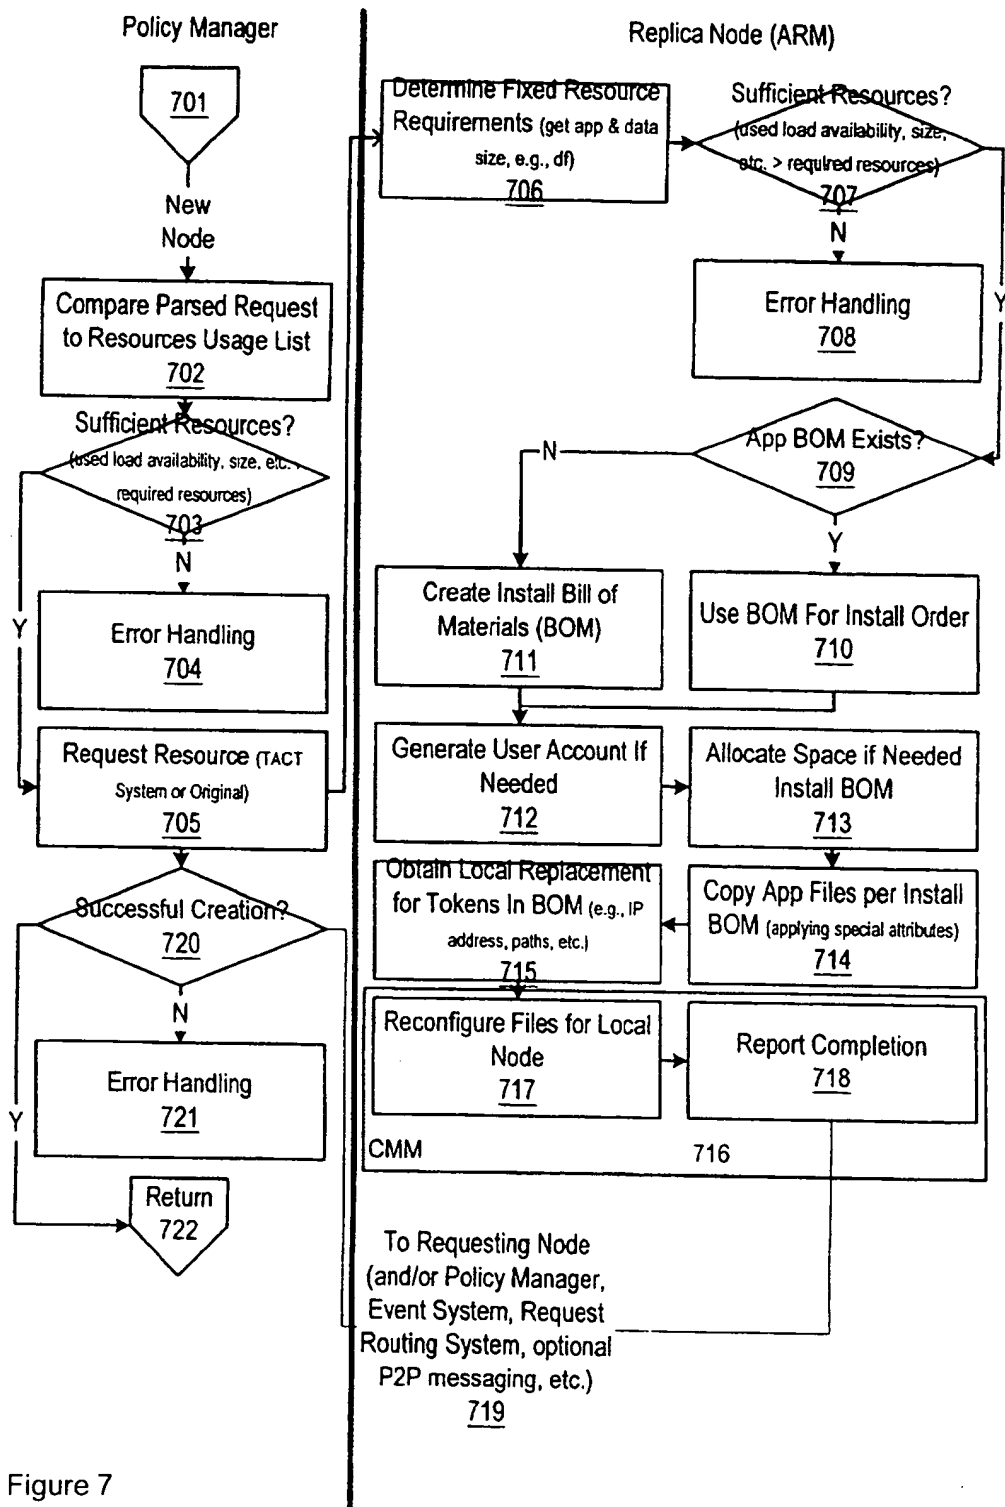 Policy Manager
701
New
Node
Compare Parsed Request
to Resources Usage List
702
Sufficient Resources?
(used load availability, size, etc.
required resources)
703
N
Y
Error Handling
704
Request Resource (TACT
System or Original)
705
Successful Creation?
720
N
Y
Error Handling
721
Return
722
Replica Node (ARM)
Determine Fixed Resource
Requirements (get app & data
size, e.g., df)
706
Sufficient Resources?
(used load availability, size,
etc. > required resources)
707
N
Y
Error Handling
708
App BOM Exists?
709
N
Y
Create Install Bill of
Materials (BOM)
711
Use BOM For Install Order
710
Generate User Account If
Needed
712
Allocate Space if Needed
Install BOM
713
Obtain Local Replacement
for Tokens In BOM (e.g., IP
address, paths, etc.)
715
Copy App Files per Install
BOM (applying special attributes)
714
Reconfigure Files for Local
Node
717
Report Completion
718
CMM
716
To Requesting Node
(and/or Policy Manager,
Event System, Request
Routing System, optional
P2P messaging, etc.)
719
Figure 7